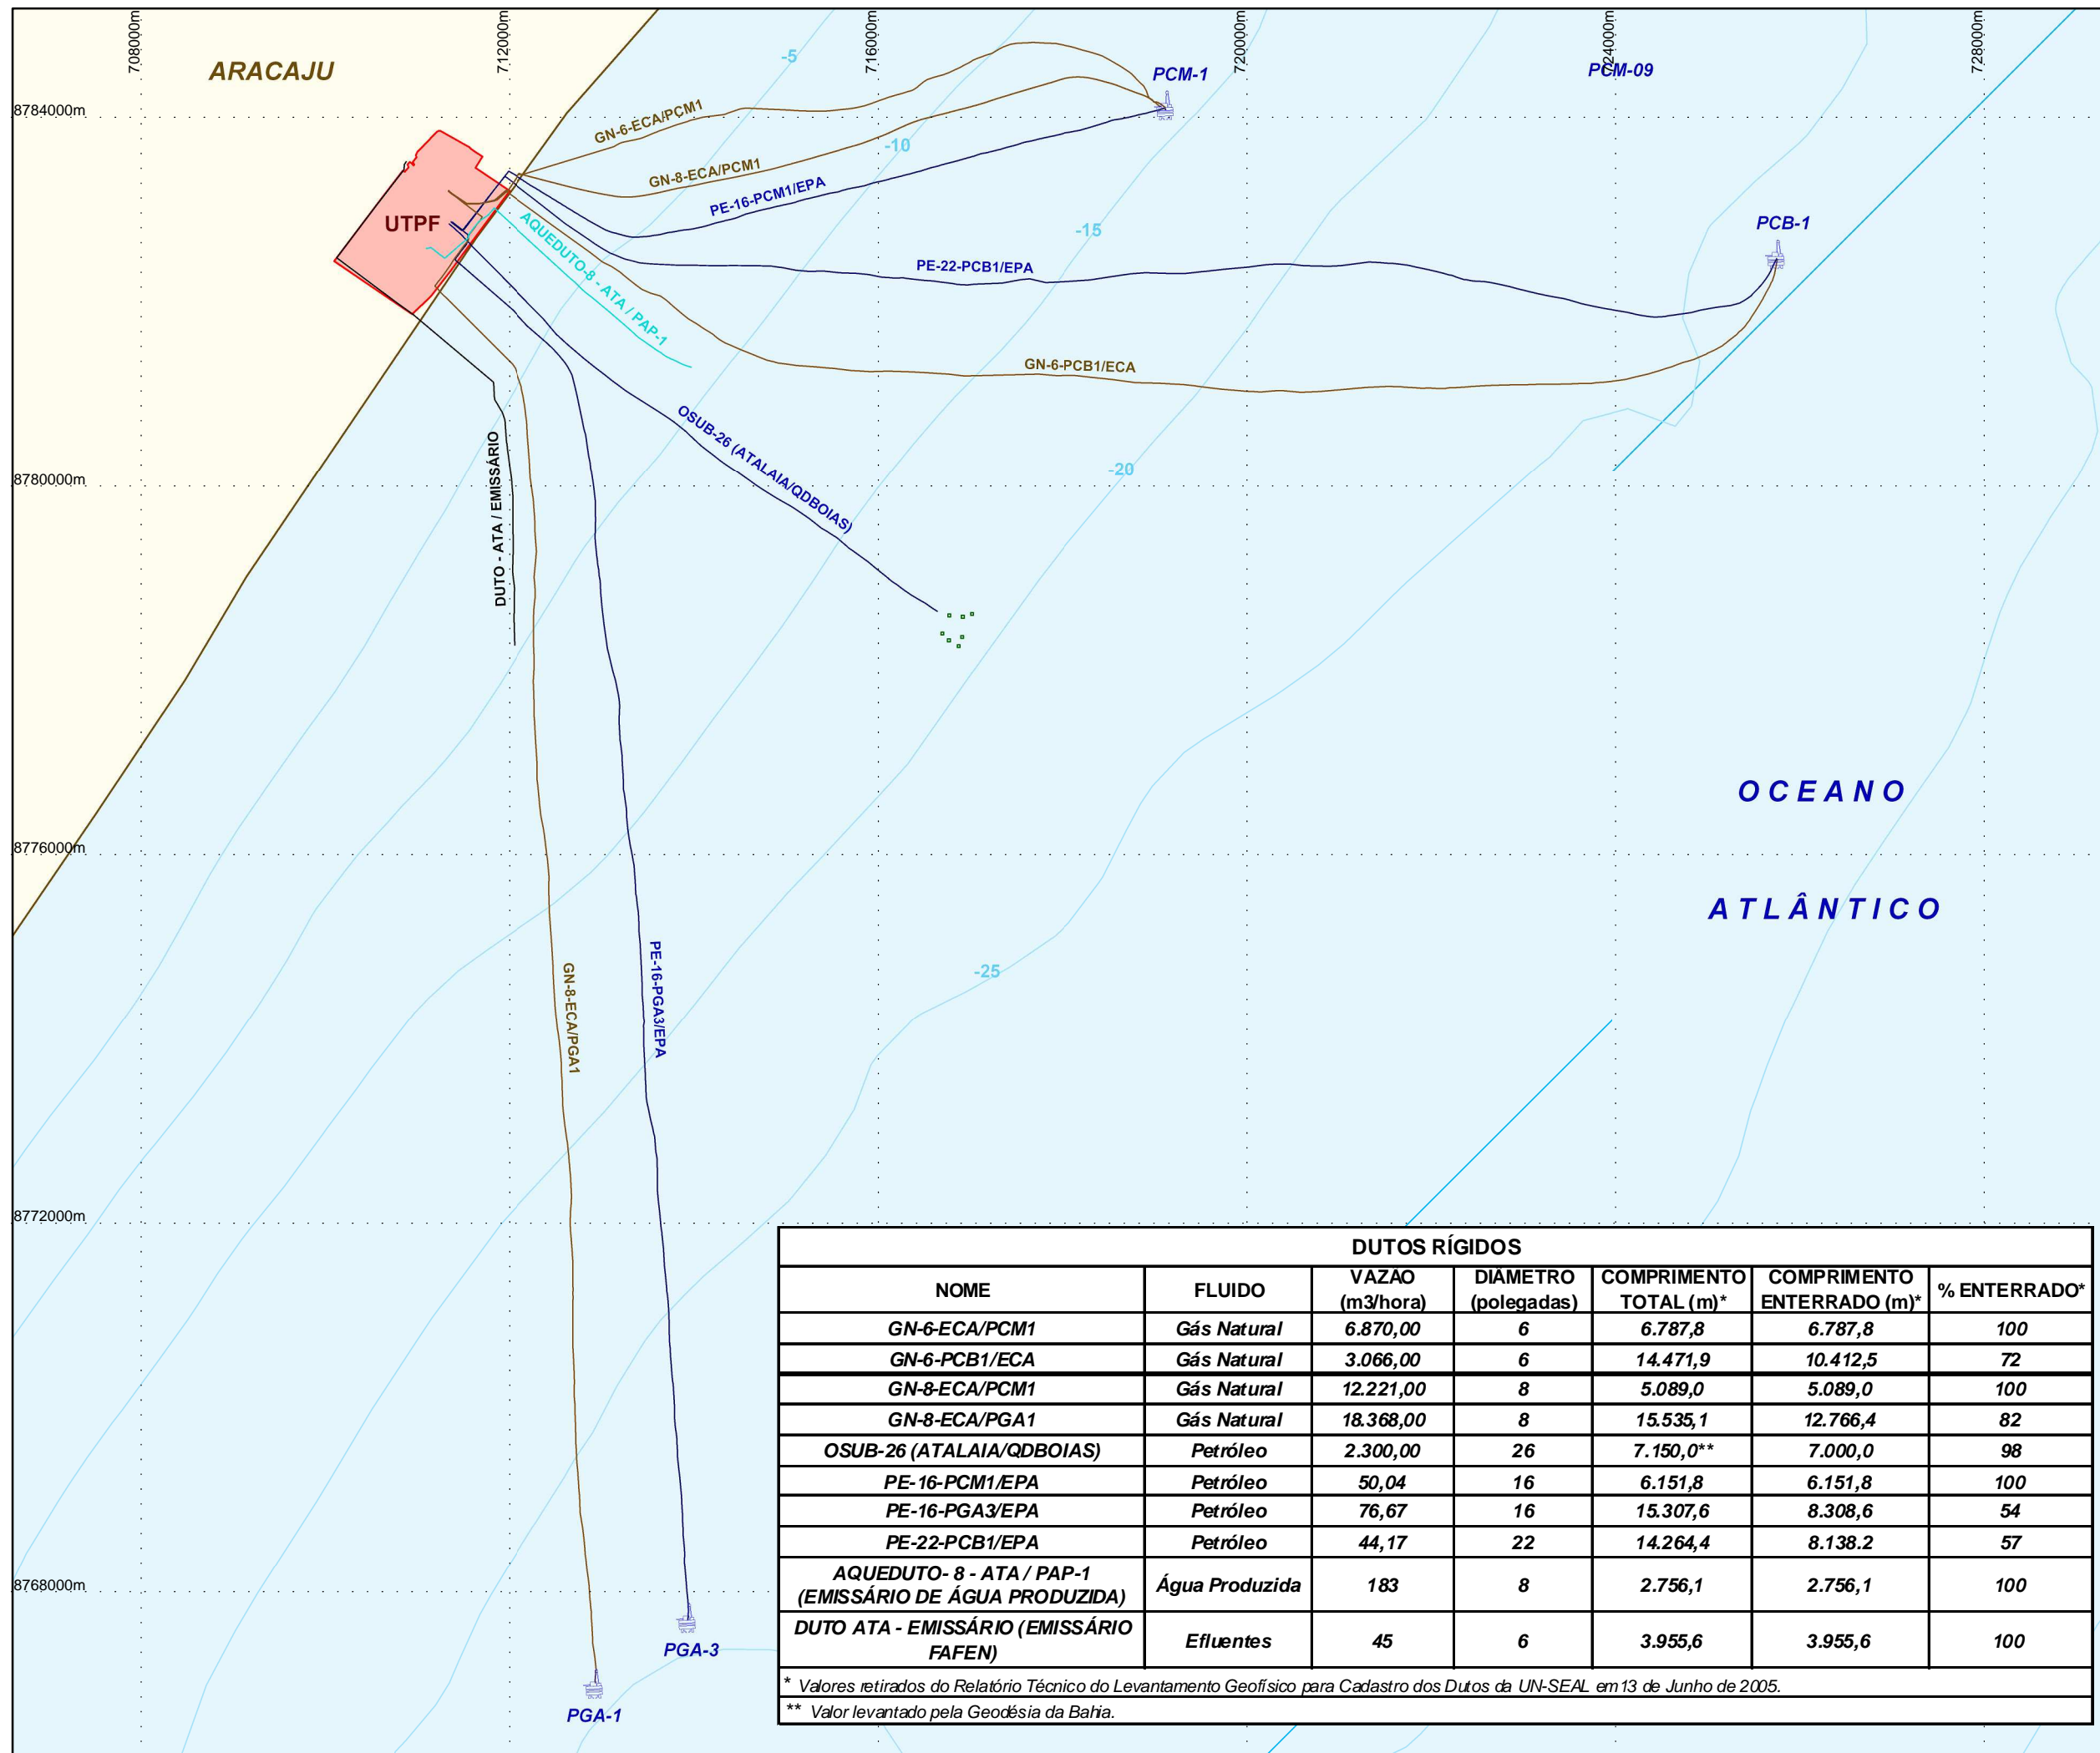 708000m
712000m
716000m
720000m
724000m
728000m
ARACAJU
-5
PCM-1
PCM-09
8784000m
GN-6-ECA/PCM1
-10
GN-8-ECA/PCM1
PE-16-PCM1/EPA
UTPF
AQUEDUTO-8 - ATA / PAP-1
-15
PCB-1
PE-22-PCB1/EPA
GN-6-PCB1/ECA
OSUB-26 (ATALAIA/QDBOIAS)
-20
8780000m
DUTO - ATA / EMISSÁRIO
OCEANO
8776000m
ATLÂNTICO
-25
GN-8-ECA/PGA1
PE-16-PGA3/EPA
8772000m
8768000m
PGA-3
PGA-1
DUTOS RÍGIDOS
NOME FLUIDO VAZAO (m3/hora) DIÂMETRO (polegadas) COMPRIMENTO TOTAL (m)* COMPRIMENTO ENTERRADO (m)* % ENTERRADO*
GN-6-ECA/PCM1 Gás Natural 6.870,00 6 6.787,8 6.787,8 100
GN-6-PCB1/ECA Gás Natural 3.066,00 6 14.471,9 10.412,5 72
GN-8-ECA/PCM1 Gás Natural 12.221,00 8 5.089,0 5.089,0 100
GN-8-ECA/PGA1 Gás Natural 18.368,00 8 15.535,1 12.766,4 82
OSUB-26 (ATALAIA/QDBOIAS) Petróleo 2.300,00 26 7.150,0** 7.000,0 98
PE-16-PCM1/EPA Petróleo 50,04 16 6.151,8 6.151,8 100
PE-16-PGA3/EPA Petróleo 76,67 16 15.307,6 8.308,6 54
PE-22-PCB1/EPA Petróleo 44,17 22 14.264,4 8.138.2 57
AQUEDUTO- 8 - ATA / PAP-1 (EMISSÁRIO DE ÁGUA PRODUZIDA) Água Produzida 183 8 2.756,1 2.756,1 100
DUTO ATA - EMISSÁRIO (EMISSÁRIO FAFEN) Efluentes 45 6 3.955,6 3.955,6 100
* Valores retirados do Relatório Técnico do Levantamento Geofísico para Cadastro dos Dutos da UN-SEAL em 13 de Junho de 2005.
** Valor levantado pela Geodésia da Bahia.